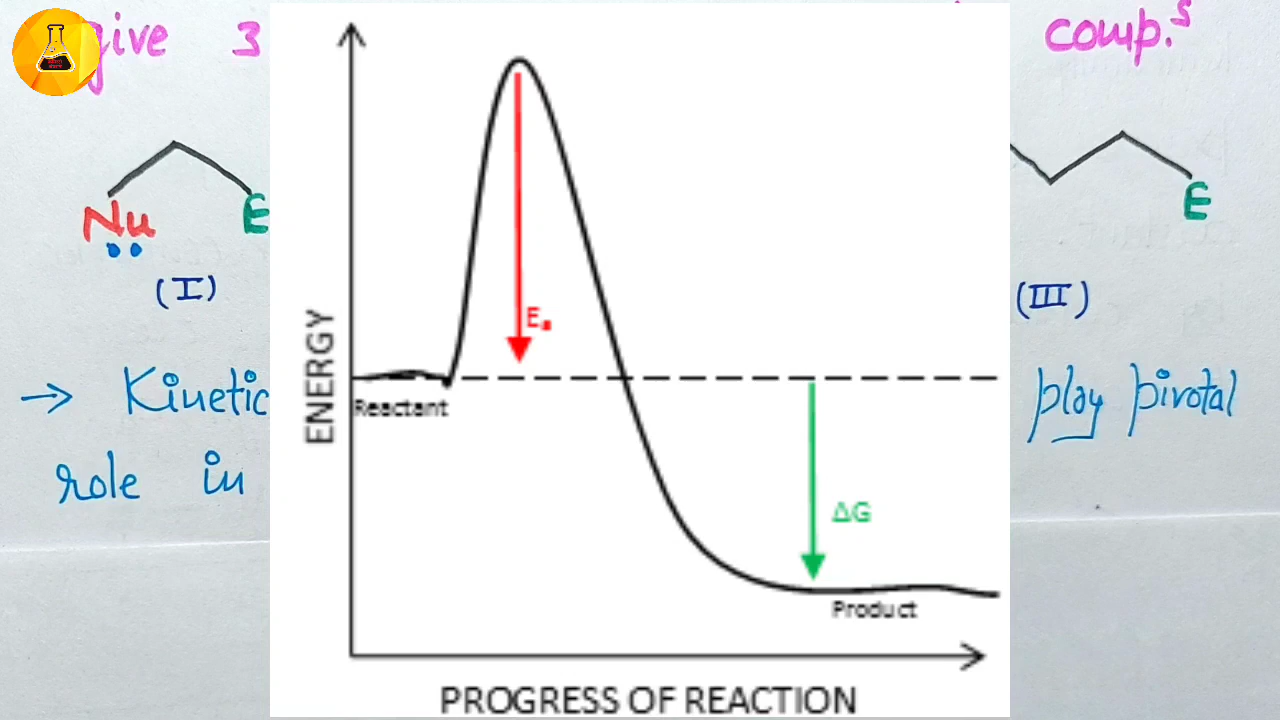 give 3
comp.s
Nu
E
E
(I)
(III)
→ Kinetic
play pivotal
role in
ENERGY
Ea
Reactant
ΔG
Product
PROGRESS OF REACTION